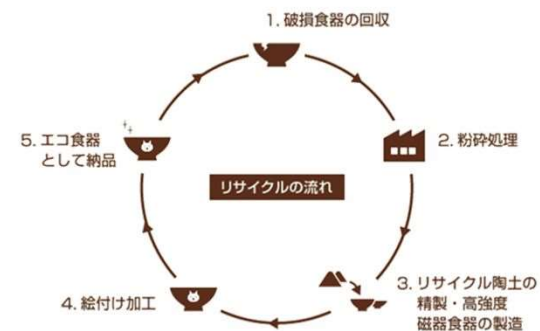 1. 破損食器の回収
2. 粉砕処理
3. リサイクル陶土の
精製・高強度
磁器食器の製造
4. 絵付け加工
5. エコ食器
として納品
リサイクルの流れ